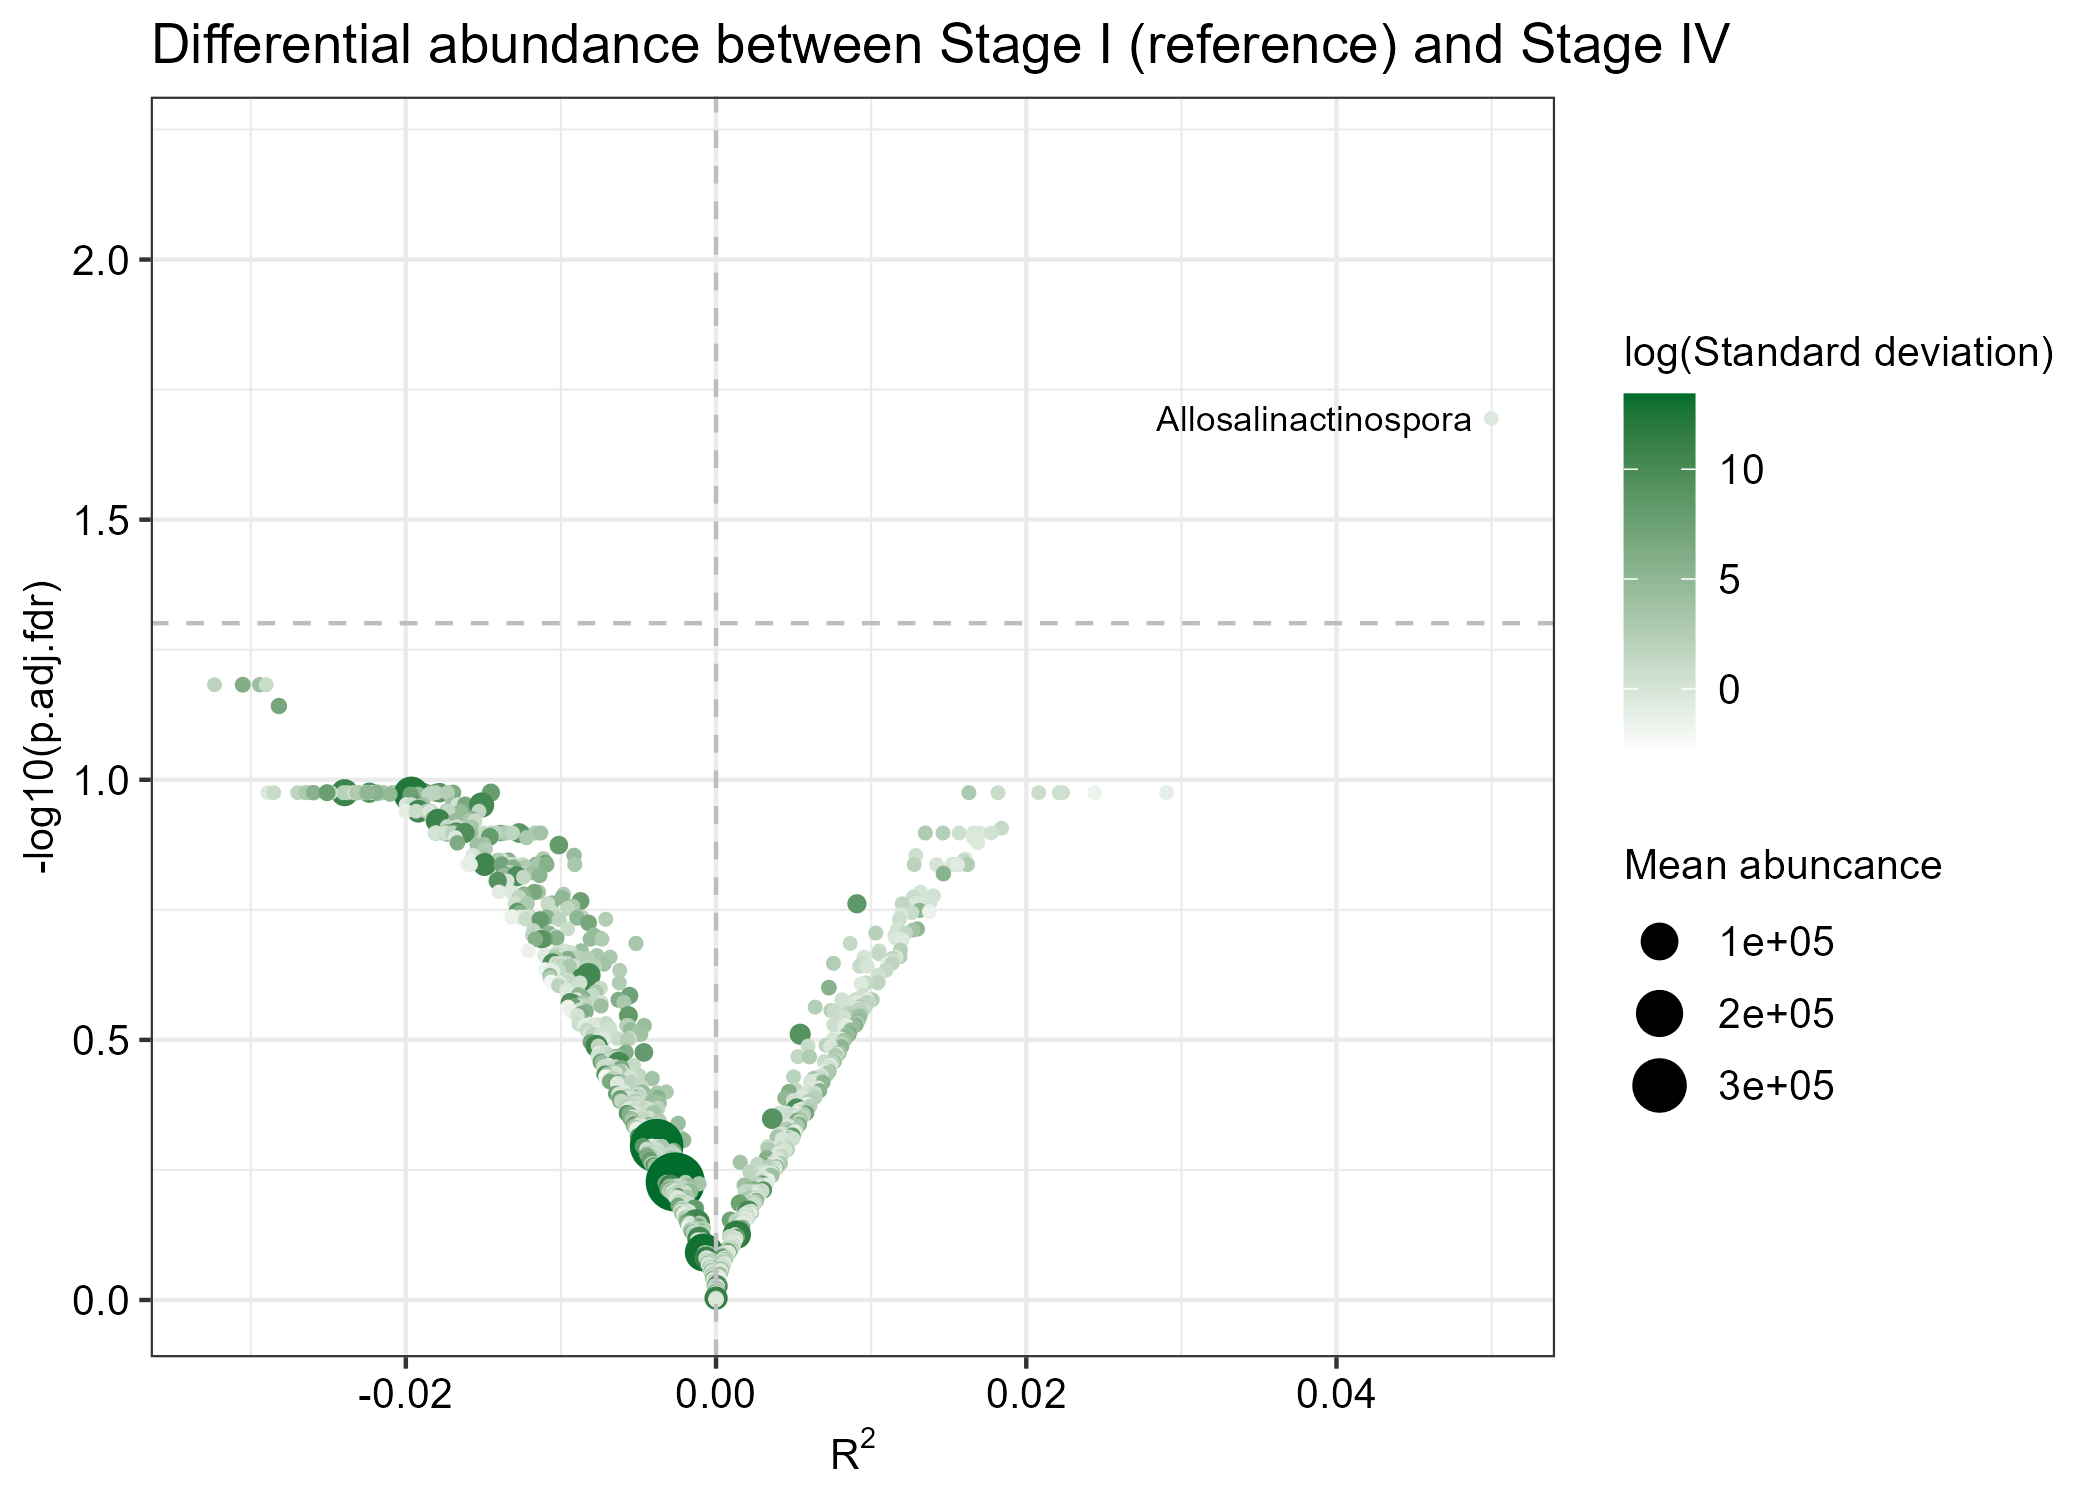 Differential abundance between Stage I (reference) and Stage IV
2.0
1.5
1.0
0.5
0.0
-log10(p.adj.fdr)
Allosalinactinospora
-0.02
0.00
0.02
0.04
R²
log(Standard deviation)
10
5
0
Mean abuncance
1e+05
2e+05
3e+05